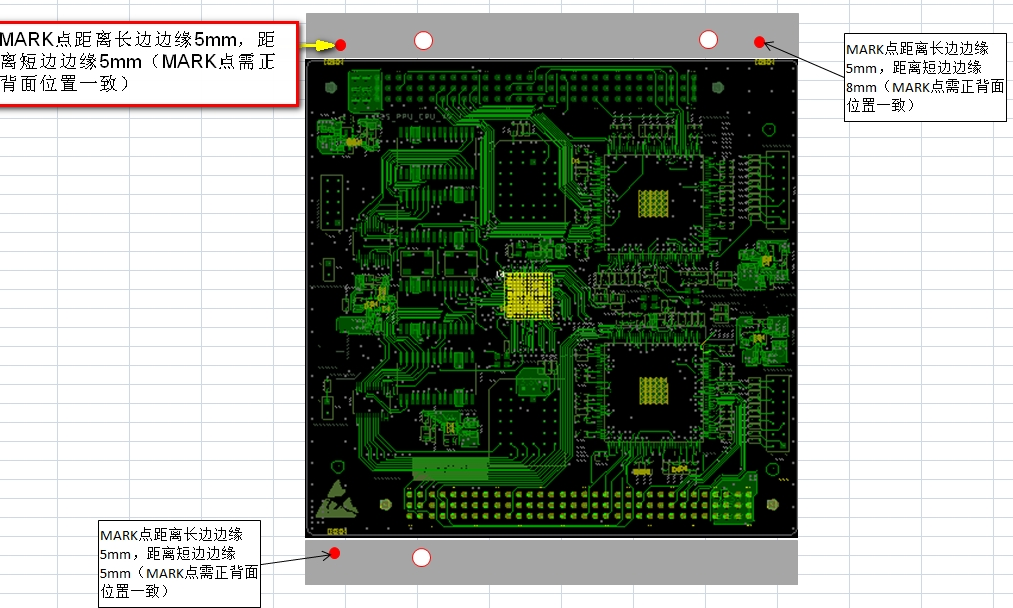 MARK点距离长边边缘5mm，距
离短边边缘5mm（MARK点需正
背面位置一致）
MARK点距离长边边缘
5mm，距离短边边缘
8mm（MARK点需正背面
位置一致）
PPU CPU
MARK点距离长边边缘
5mm，距离短边边缘
5mm（MARK点需正背面
位置一致）